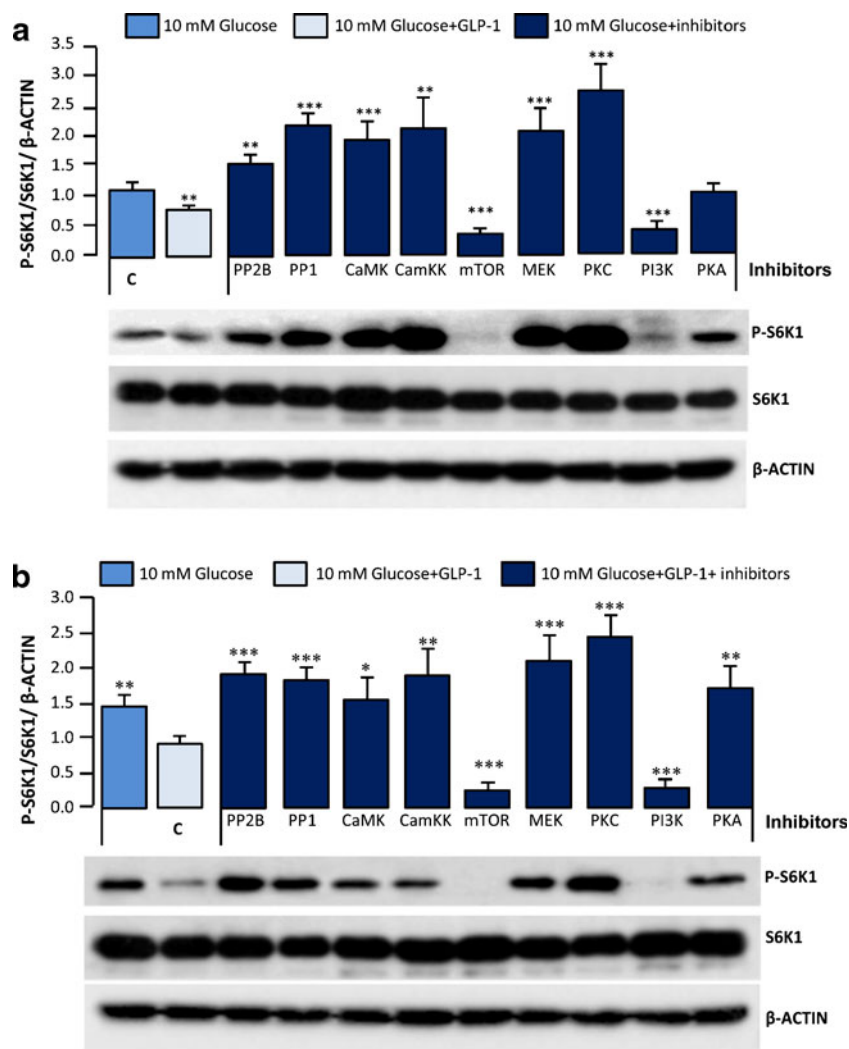 a
10 mM Glucose 10 mM Glucose+GLP-1 10 mM Glucose+inhibitors
P-S6K1/S6K1/ β-ACTIN
3.5
3.0
2.5
2.0
1.5
1.0
0.5
0.0
** ** *** *** ** *** *** *** ***
C PP2B PP1 CaMK CamKK mTOR MEK PKC PI3K PKA Inhibitors
P-S6K1
S6K1
β-ACTIN
b
10 mM Glucose 10 mM Glucose+GLP-1 10 mM Glucose+GLP-1+ inhibitors
P-S6K1/S6K1/ β-ACTIN
3.0
2.5
2.0
1.5
1.0
0.5
0.0
** *** *** * ** *** *** *** *** **
C PP2B PP1 CaMK CamKK mTOR MEK PKC PI3K PKA Inhibitors
P-S6K1
S6K1
β-ACTIN